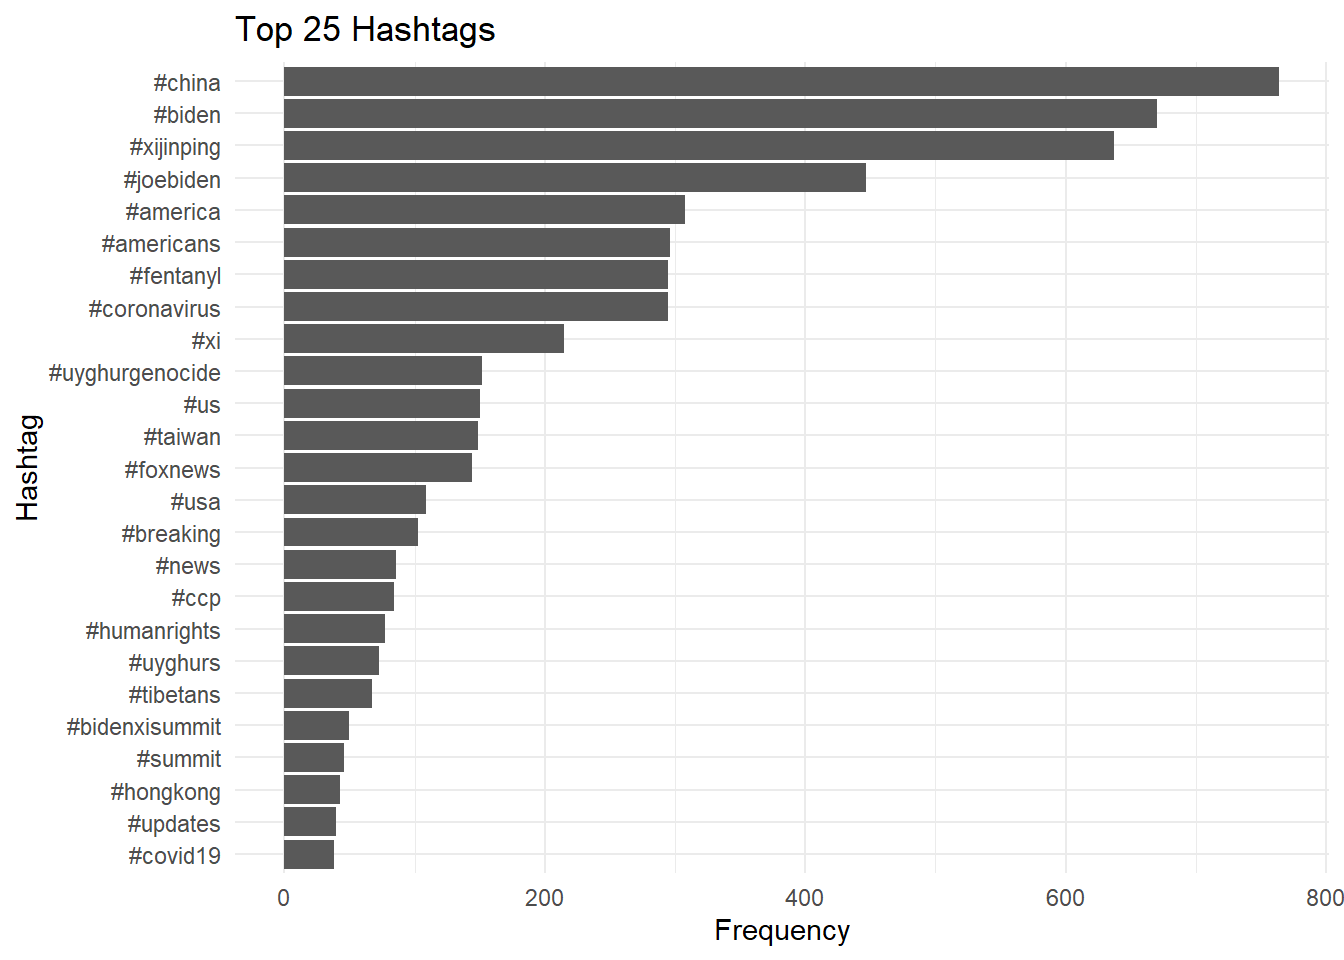 Top 25 Hashtags
#china
#biden
#xijinping
#joebiden
#america
#americans
#fentanyl
#coronavirus
#xi
#uyghurgenocide
#us
#taiwan
#foxnews
#usa
#breaking
#news
#ccp
#humanrights
#uyghurs
#tibetans
#bidenxisummit
#summit
#hongkong
#updates
#covid19
Hashtag
0 200 400 600 800
Frequency